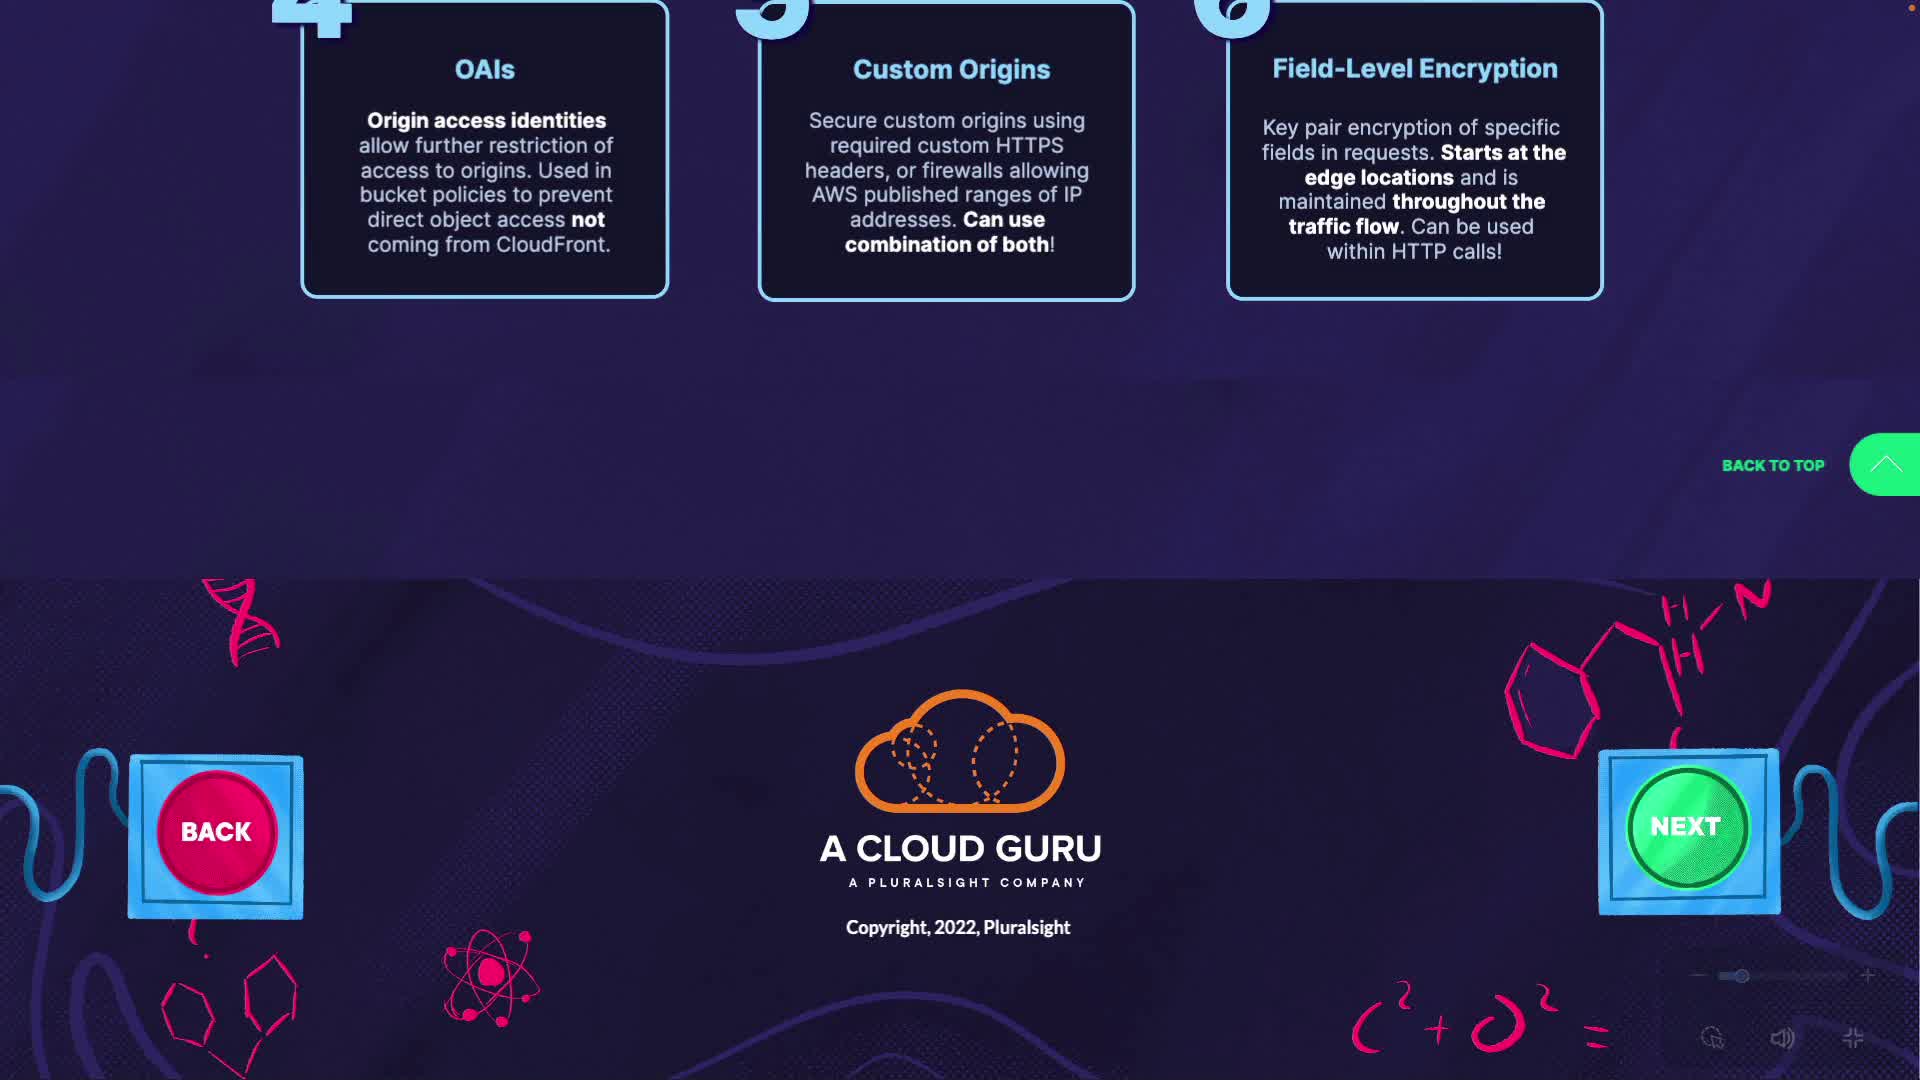 4
5
6
OAIs
Origin access identities
allow further restriction of
access to origins. Used in
bucket policies to prevent
direct object access not
coming from CloudFront.
Custom Origins
Secure custom origins using
required custom HTTPS
headers, or firewalls allowing
AWS published ranges of IP
addresses. Can use
combination of both!
Field-Level Encryption
Key pair encryption of specific
fields in requests. Starts at the
edge locations and is
maintained throughout the
traffic flow. Can be used
within HTTP calls!
BACK TO TOP
H
N
H
BACK
NEXT
A CLOUD GURU
A PLURALSIGHT COMPANY
Copyright, 2022, Pluralsight
C² + O² =